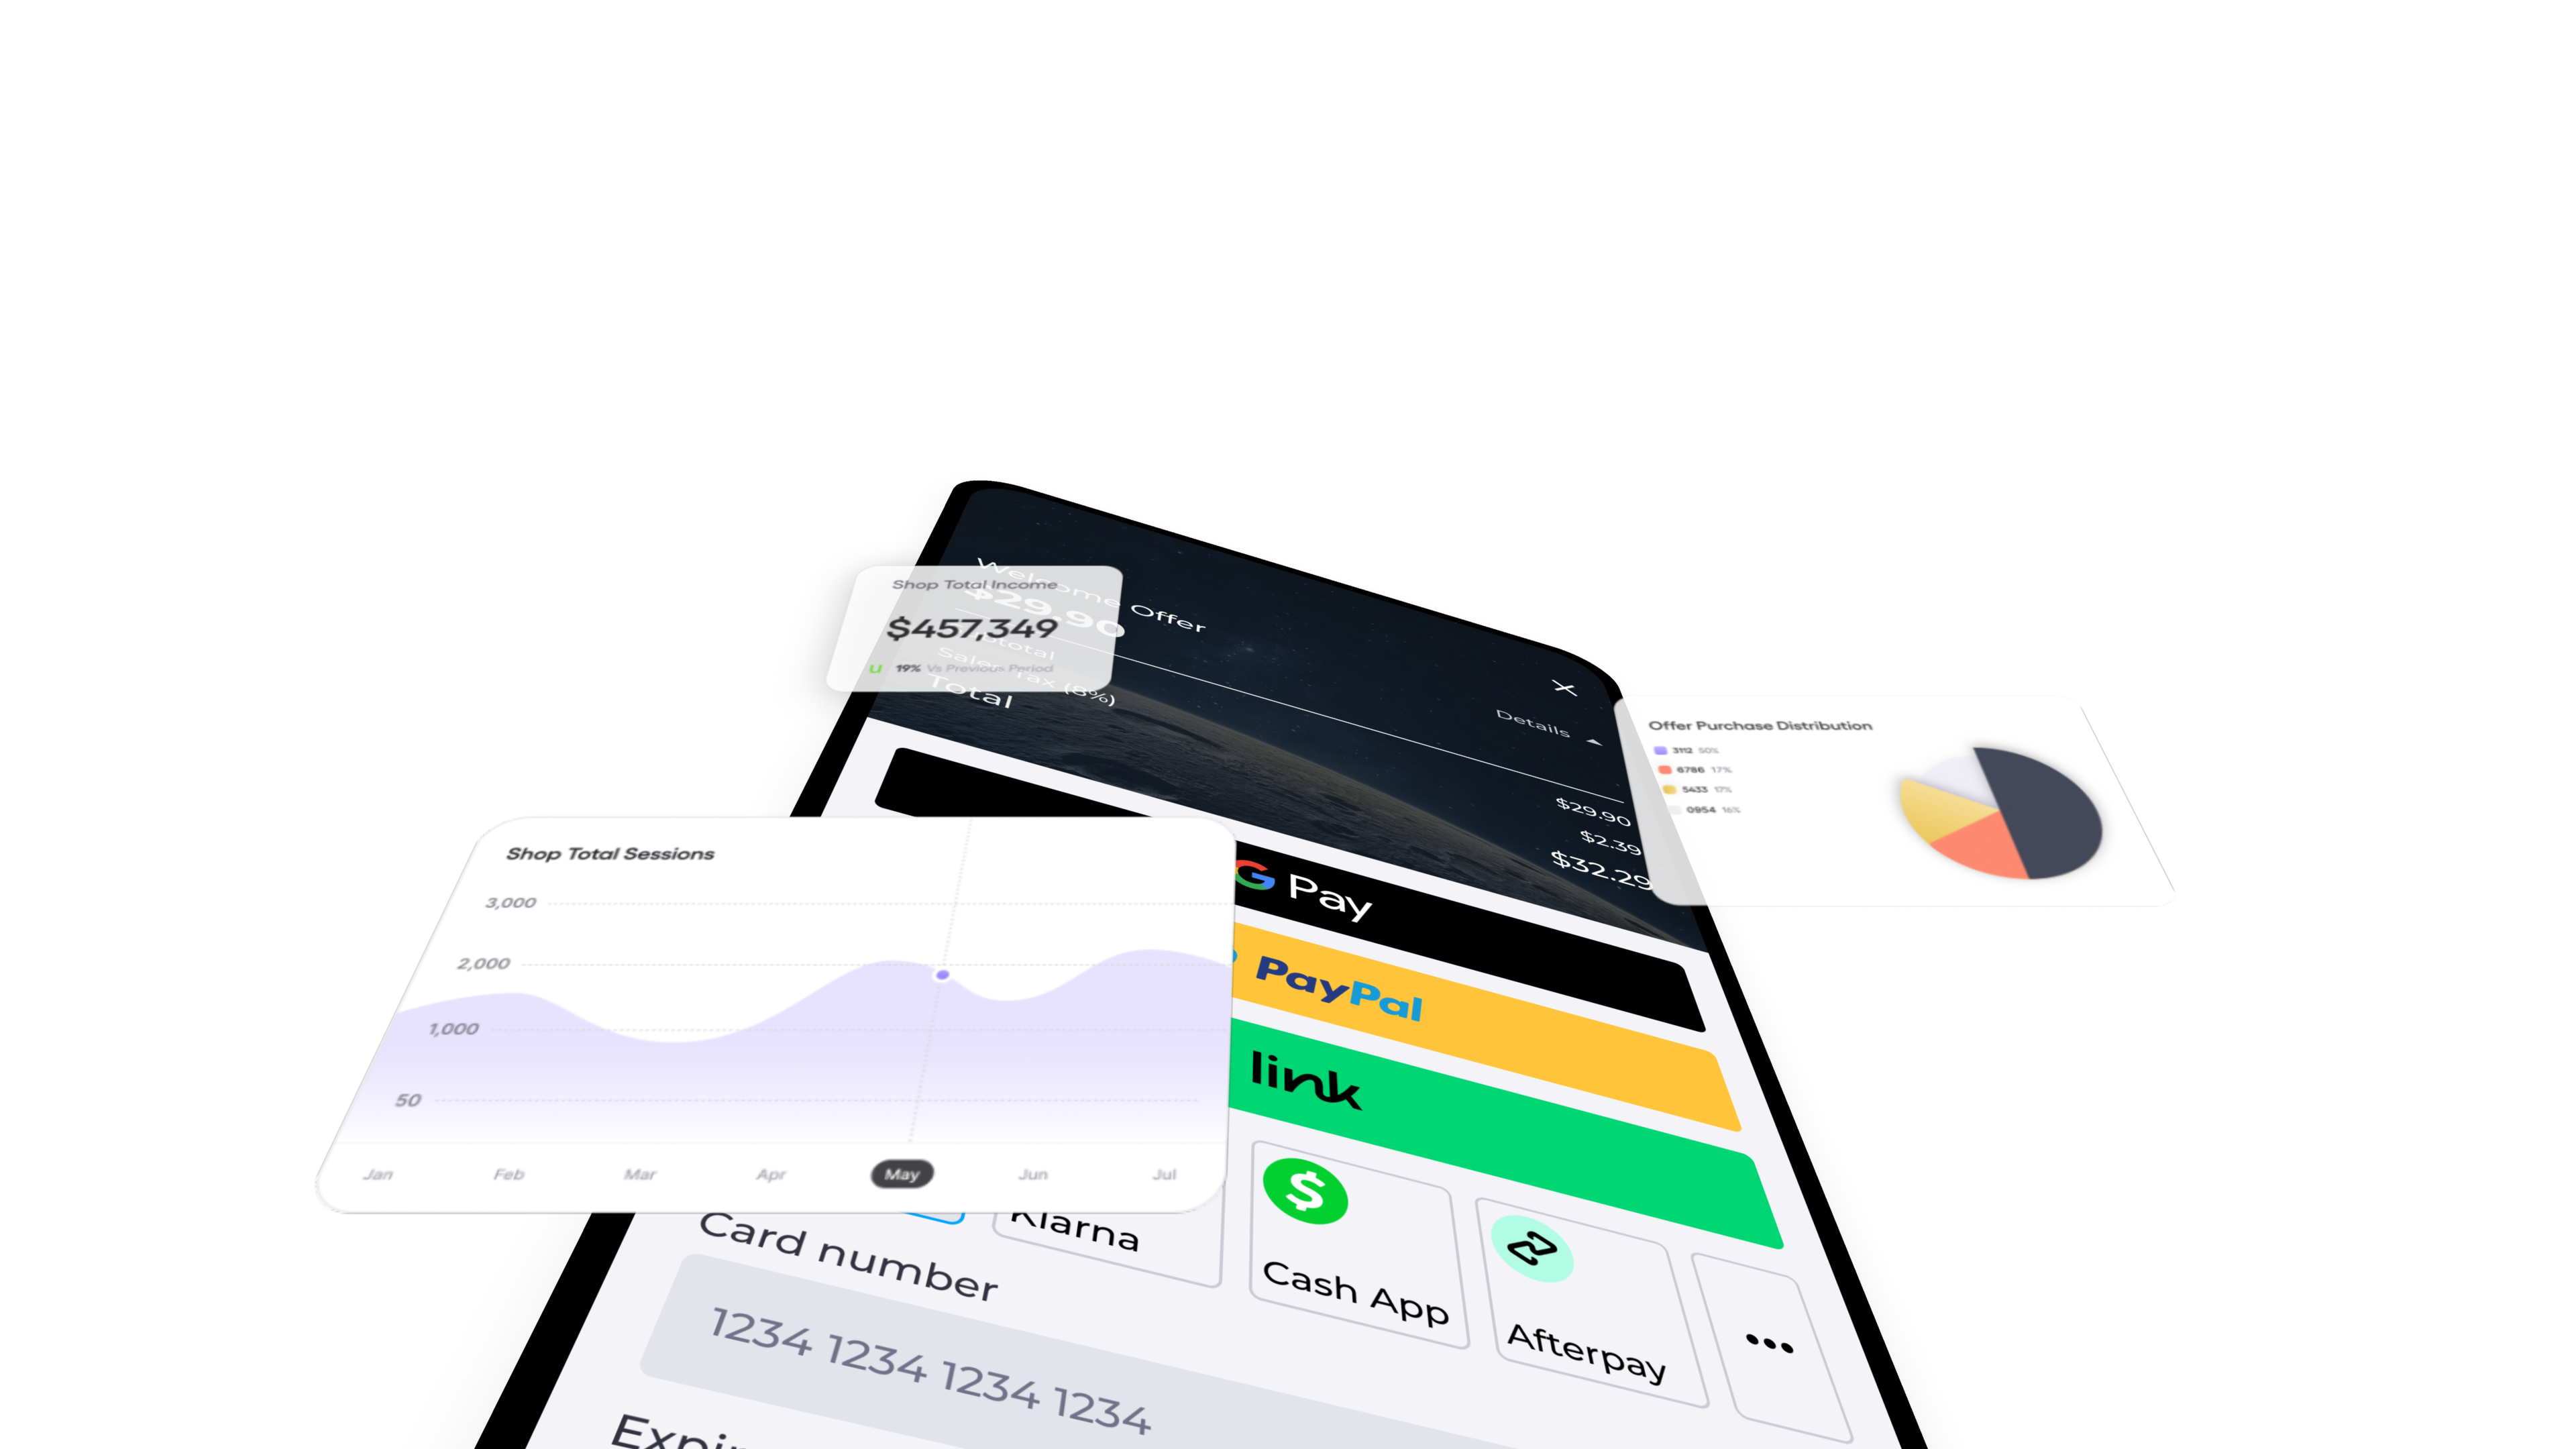 Welcome Offer
$29.90
Shop Total Income
$457,349
u 19% Vs Previous Period
Subtotal
Sales Tax (8%)
Total
Details
$29.90
$2.39
$32.29
Offer Purchase Distribution
3112 50%
6786 17%
5433 17%
0954 16%
Shop Total Sessions
3,000
2,000
1,000
50
Jan Feb Mar Apr May Jun Jul
G Pay
PayPal
link
Klarna
Cash App
Afterpay
Card number
1234 1234 1234 1234